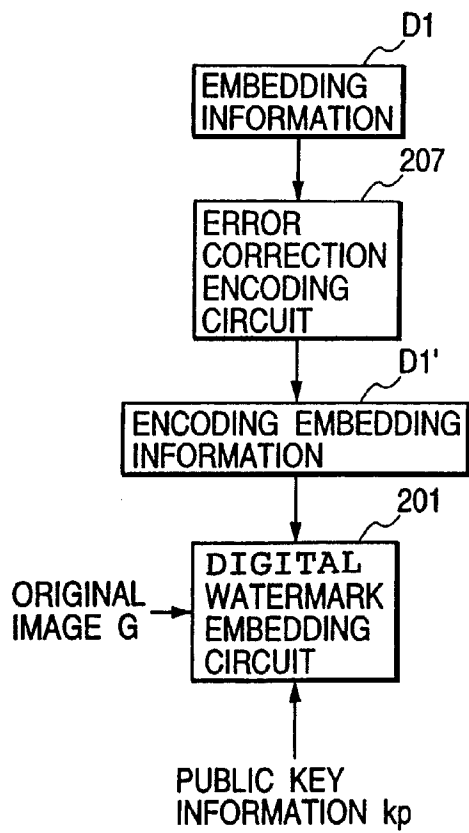 D1
EMBEDDING
INFORMATION
207
ERROR
CORRECTION
ENCODING
CIRCUIT
D1'
ENCODING EMBEDDING
INFORMATION
201
DIGITAL
WATERMARK
EMBEDDING
CIRCUIT
ORIGINAL
IMAGE G
PUBLIC KEY
INFORMATION kp